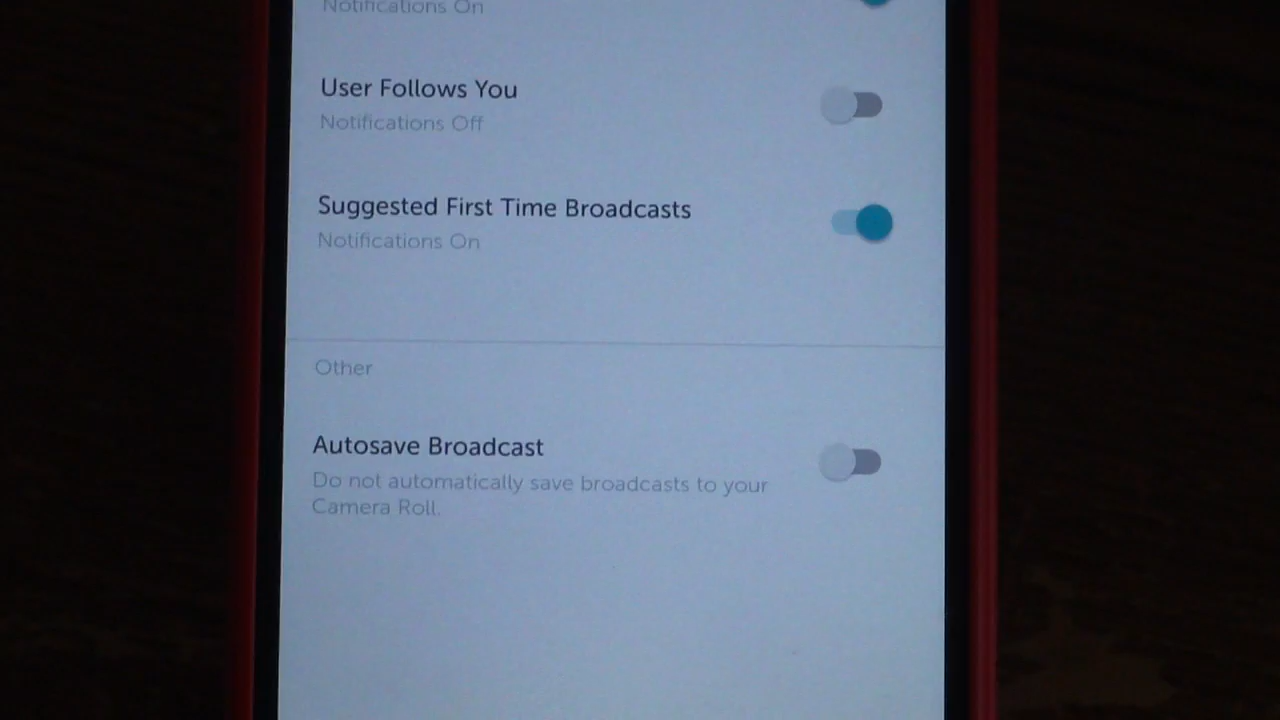 Notifications On
User Follows You
Notifications Off
Suggested First Time Broadcasts
Notifications On
Other
Autosave Broadcast
Do not automatically save broadcasts to your
Camera Roll.